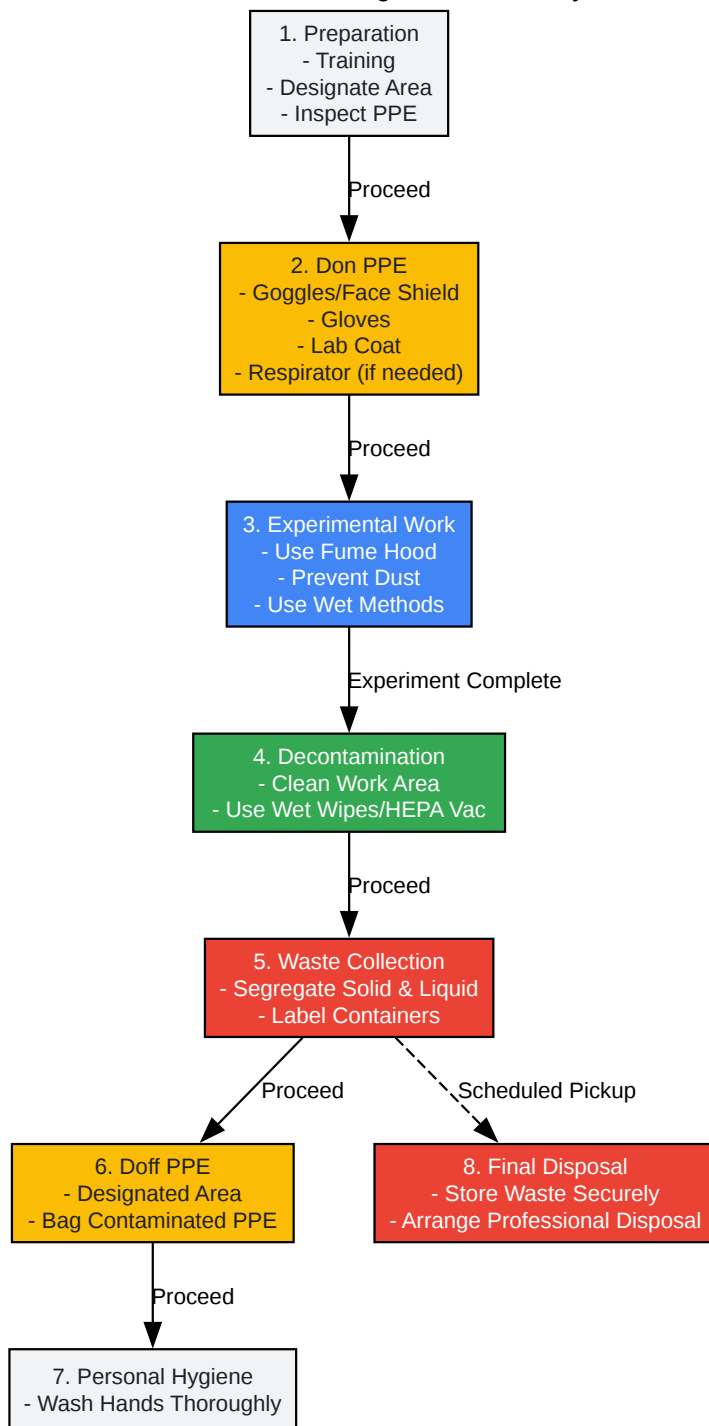 1. Preparation
- Training
- Designate Area
- Inspect PPE
Proceed
2. Don PPE
- Goggles/Face Shield
- Gloves
- Lab Coat
- Respirator (if needed)
Proceed
3. Experimental Work
- Use Fume Hood
- Prevent Dust
- Use Wet Methods
Experiment Complete
4. Decontamination
- Clean Work Area
- Use Wet Wipes/HEPA Vac
Proceed
5. Waste Collection
- Segregate Solid & Liquid
- Label Containers
Proceed
Scheduled Pickup
6. Doff PPE
- Designated Area
- Bag Contaminated PPE
8. Final Disposal
- Store Waste Securely
- Arrange Professional Disposal
Proceed
7. Personal Hygiene
- Wash Hands Thoroughly